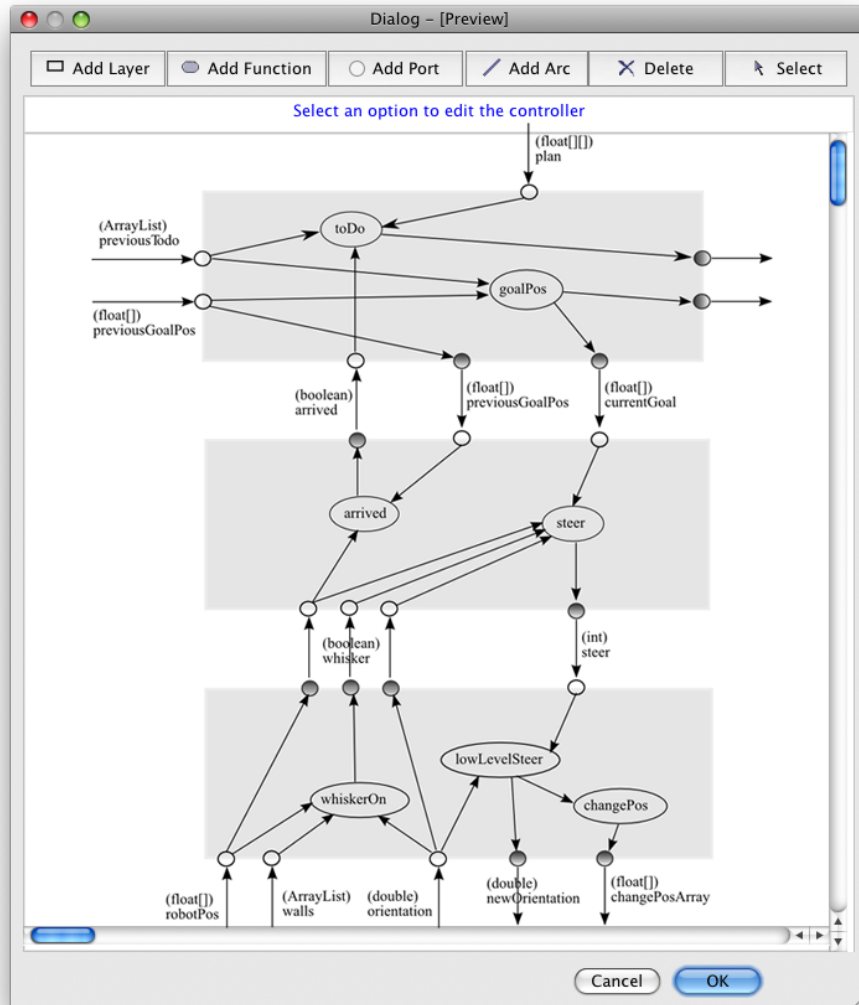 Dialog – [Preview]
Add Layer
Add Function
Add Port
Add Arc
Delete
Select
Select an option to edit the controller
(float[][])
plan
(ArrayList)
previousTodo
toDo
goalPos
(float[])
previousGoalPos
(boolean)
arrived
(float[])
previousGoalPos
(float[])
currentGoal
arrived
steer
(boolean)
whisker
(int)
steer
lowLevelSteer
whiskerOn
changePos
(float[])
robotPos
(ArrayList)
walls
(double)
orientation
(double)
newOrientation
(float[])
changePosArray
Cancel
OK